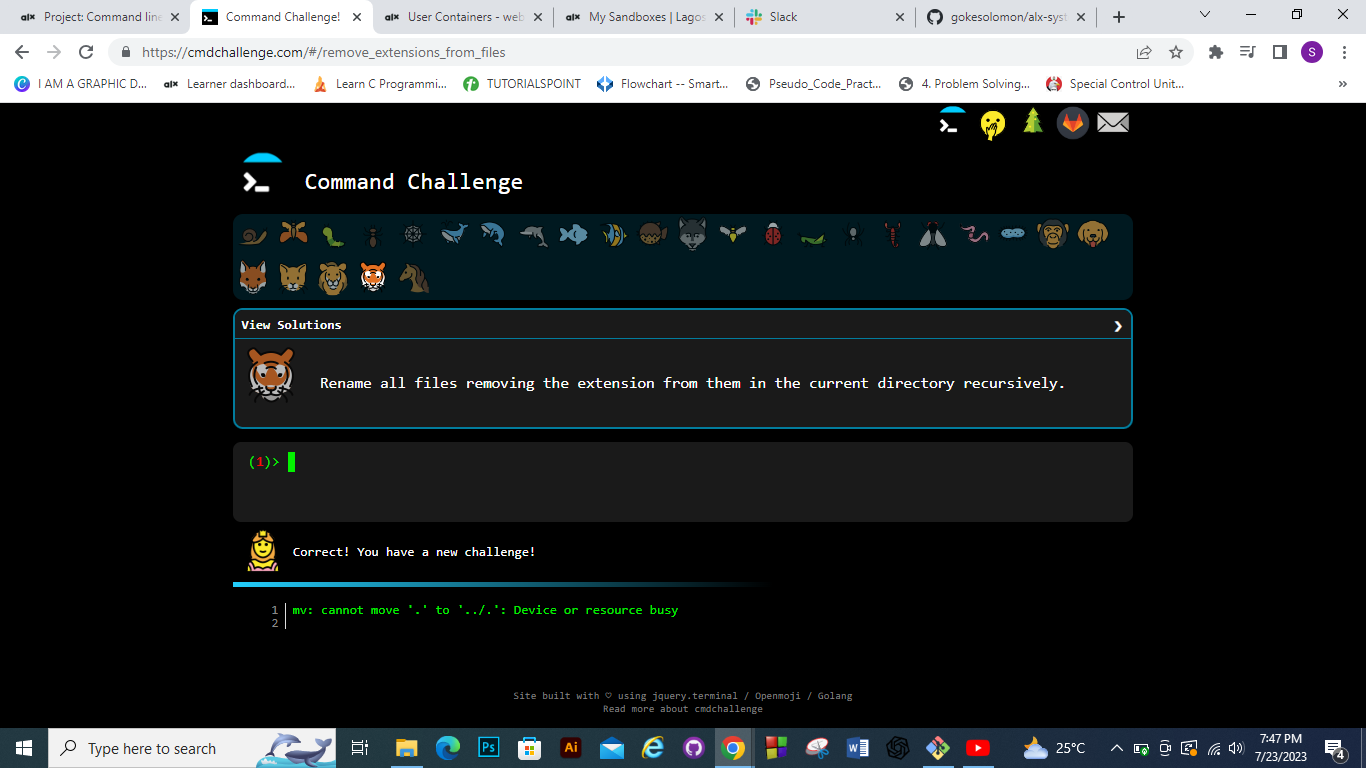 alx Project: Command line
Command Challenge!
alx User Containers - web
alx My Sandboxes | Lagos
Slack
gokesolomon/alx-syst
https://cmdchallenge.com/#/remove_extensions_from_files
S
I AM A GRAPHIC D...
alx Learner dashboard...
Learn C Programmi...
TUTORIALSPOINT
Flowchart -- Smart...
Pseudo_Code_Pract...
4. Problem Solving...
Special Control Unit...
»
Command Challenge
View Solutions
Rename all files removing the extension from them in the current directory recursively.
(1)>
Correct! You have a new challenge!
1 mv: cannot move '.' to '../.': Device or resource busy
2
Site built with ♡ using jquery.terminal / Openmoji / Golang
Read more about cmdchallenge
Type here to search
Ps
Ai
25°C
7:47 PM
7/23/2023
4